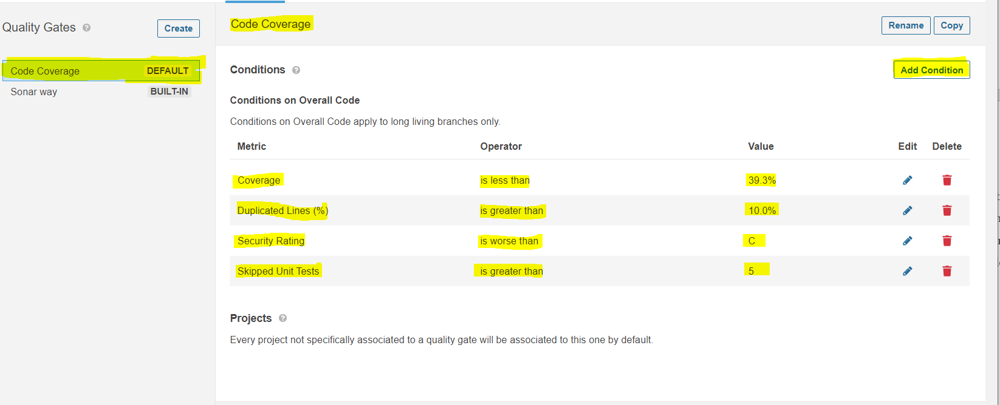 Quality Gates ?
Create
Code Coverage DEFAULT
Sonar way BUILT-IN
Code Coverage
Rename Copy
Conditions ?
Add Condition
Conditions on Overall Code
Conditions on Overall Code apply to long living branches only.
Metric Operator Value Edit Delete
Coverage is less than 39.3%
Duplicated Lines (%) is greater than 10.0%
Security Rating is worse than C
Skipped Unit Tests is greater than 5
Projects ?
Every project not specifically associated to a quality gate will be associated to this one by default.